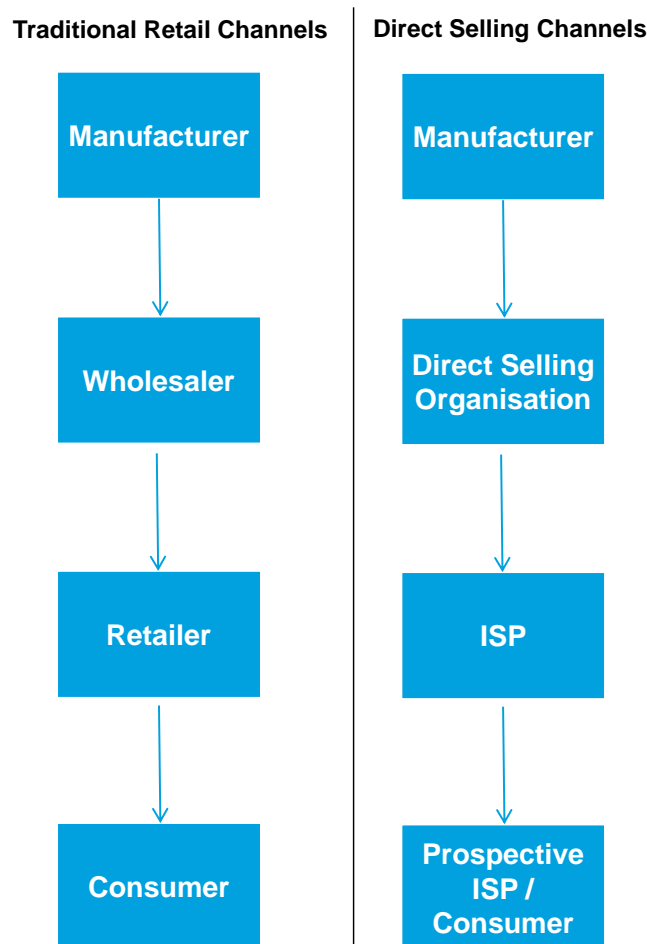 Traditional Retail Channels
Manufacturer
Wholesaler
Retailer
Consumer
Direct Selling Channels
Manufacturer
Direct Selling
Organisation
ISP
Prospective
ISP /
Consumer